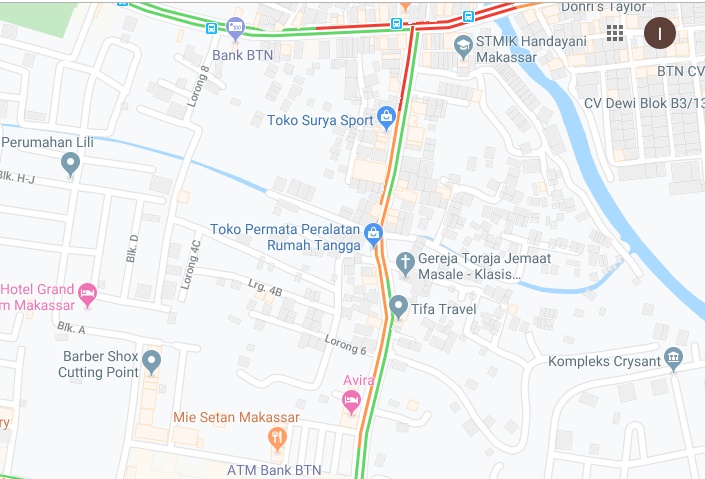 Donri's Taylor
I
STMIK Handayani
Makassar
Bank BTN
BTN CV
Lorong 8
CV Dewi Blok B3/13
Toko Surya Sport
Perumahan Lili
Blk. H-J
Toko Permata Peralatan
Rumah Tangga
Blk. D
Lorong 4C
Gereja Toraja Jemaat
Masale - Klasis...
Lrg. 4B
Hotel Grand
m Makassar
Tifa Travel
Blk. A
Lorong 6
Barber Shox
Cutting Point
Kompleks Crysant
Avira
Mie Setan Makassar
ry
ATM Bank BTN